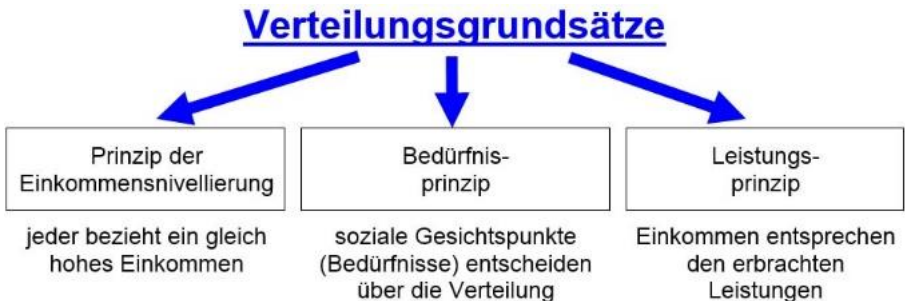 Verteilungsgrundsätze
Prinzip der
Einkommensnivellierung
jeder bezieht ein gleich
hohes Einkommen
Bedürfnis-
prinzip
soziale Gesichtspunkte
(Bedürfnisse) entscheiden
über die Verteilung
Leistungs-
prinzip
Einkommen entsprechen
den erbrachten
Leistungen